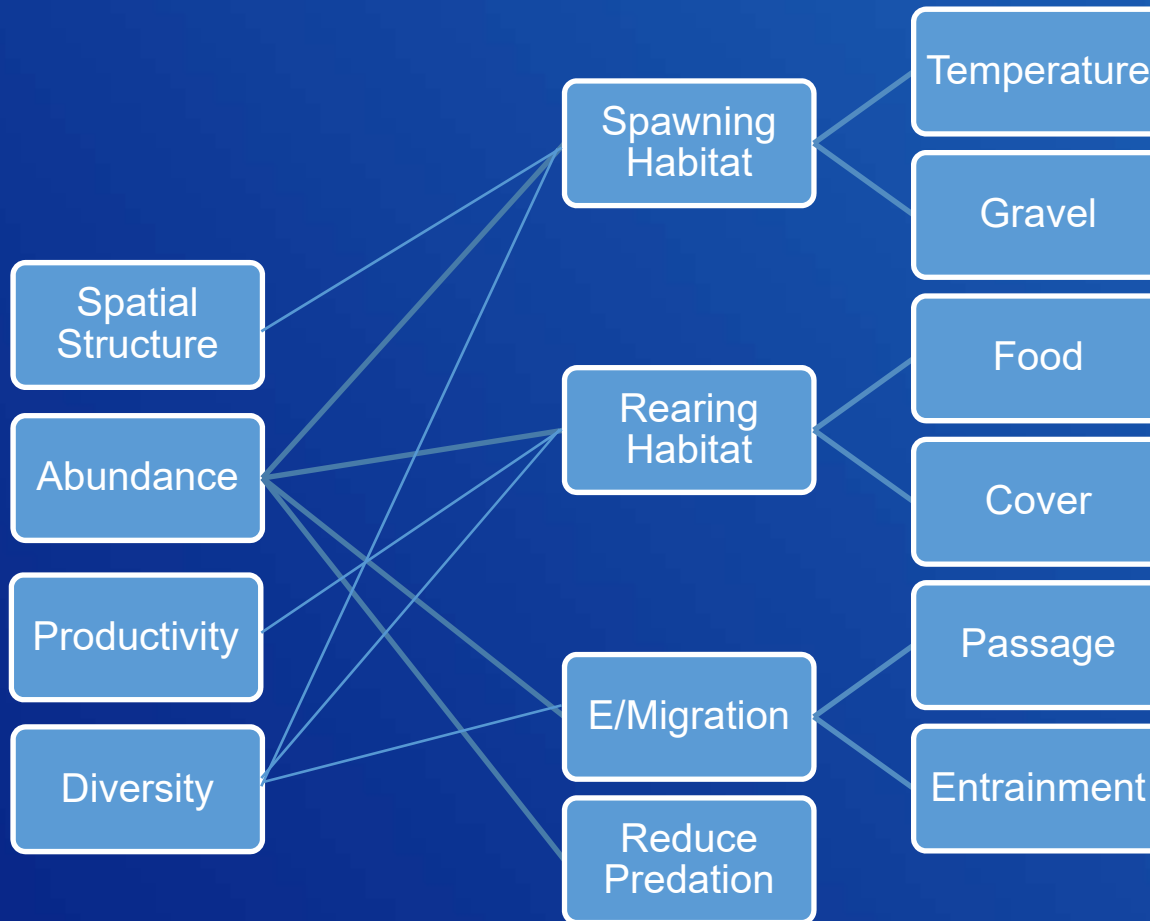 Spatial
Structure
Abundance
Productivity
Diversity
Spawning
Habitat
Rearing
Habitat
E/Migration
Reduce
Predation
Temperature
Gravel
Food
Cover
Passage
Entrainment